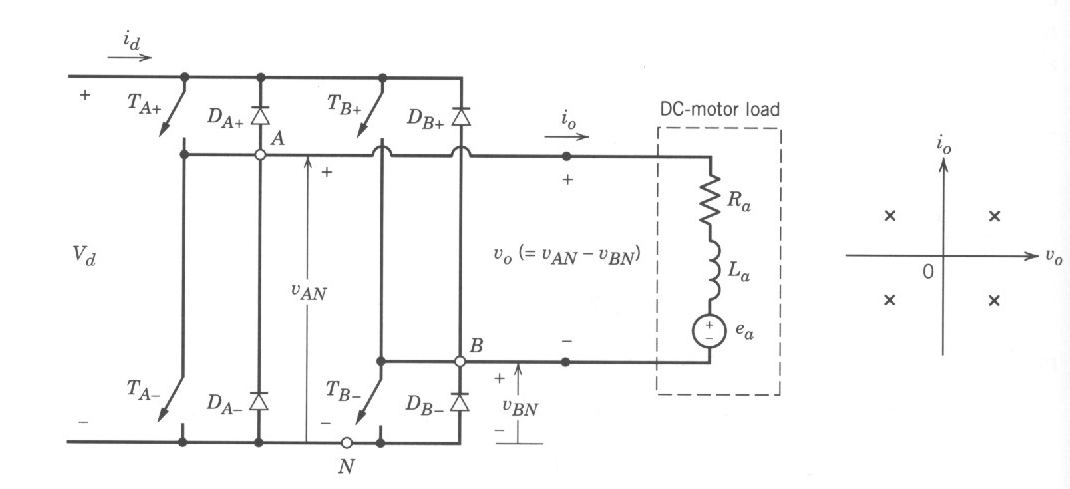 i_d
+
T_A+
D_A+
T_B+
D_B+
A
i_o
DC-motor load
i_o
+
+
R_a
V_d
v_AN
v_o (= v_AN − v_BN)
L_a
v_o
0
+
−
e_a
−
B
T_A−
D_A−
T_B−
D_B−
+
v_BN
−
−
−
N